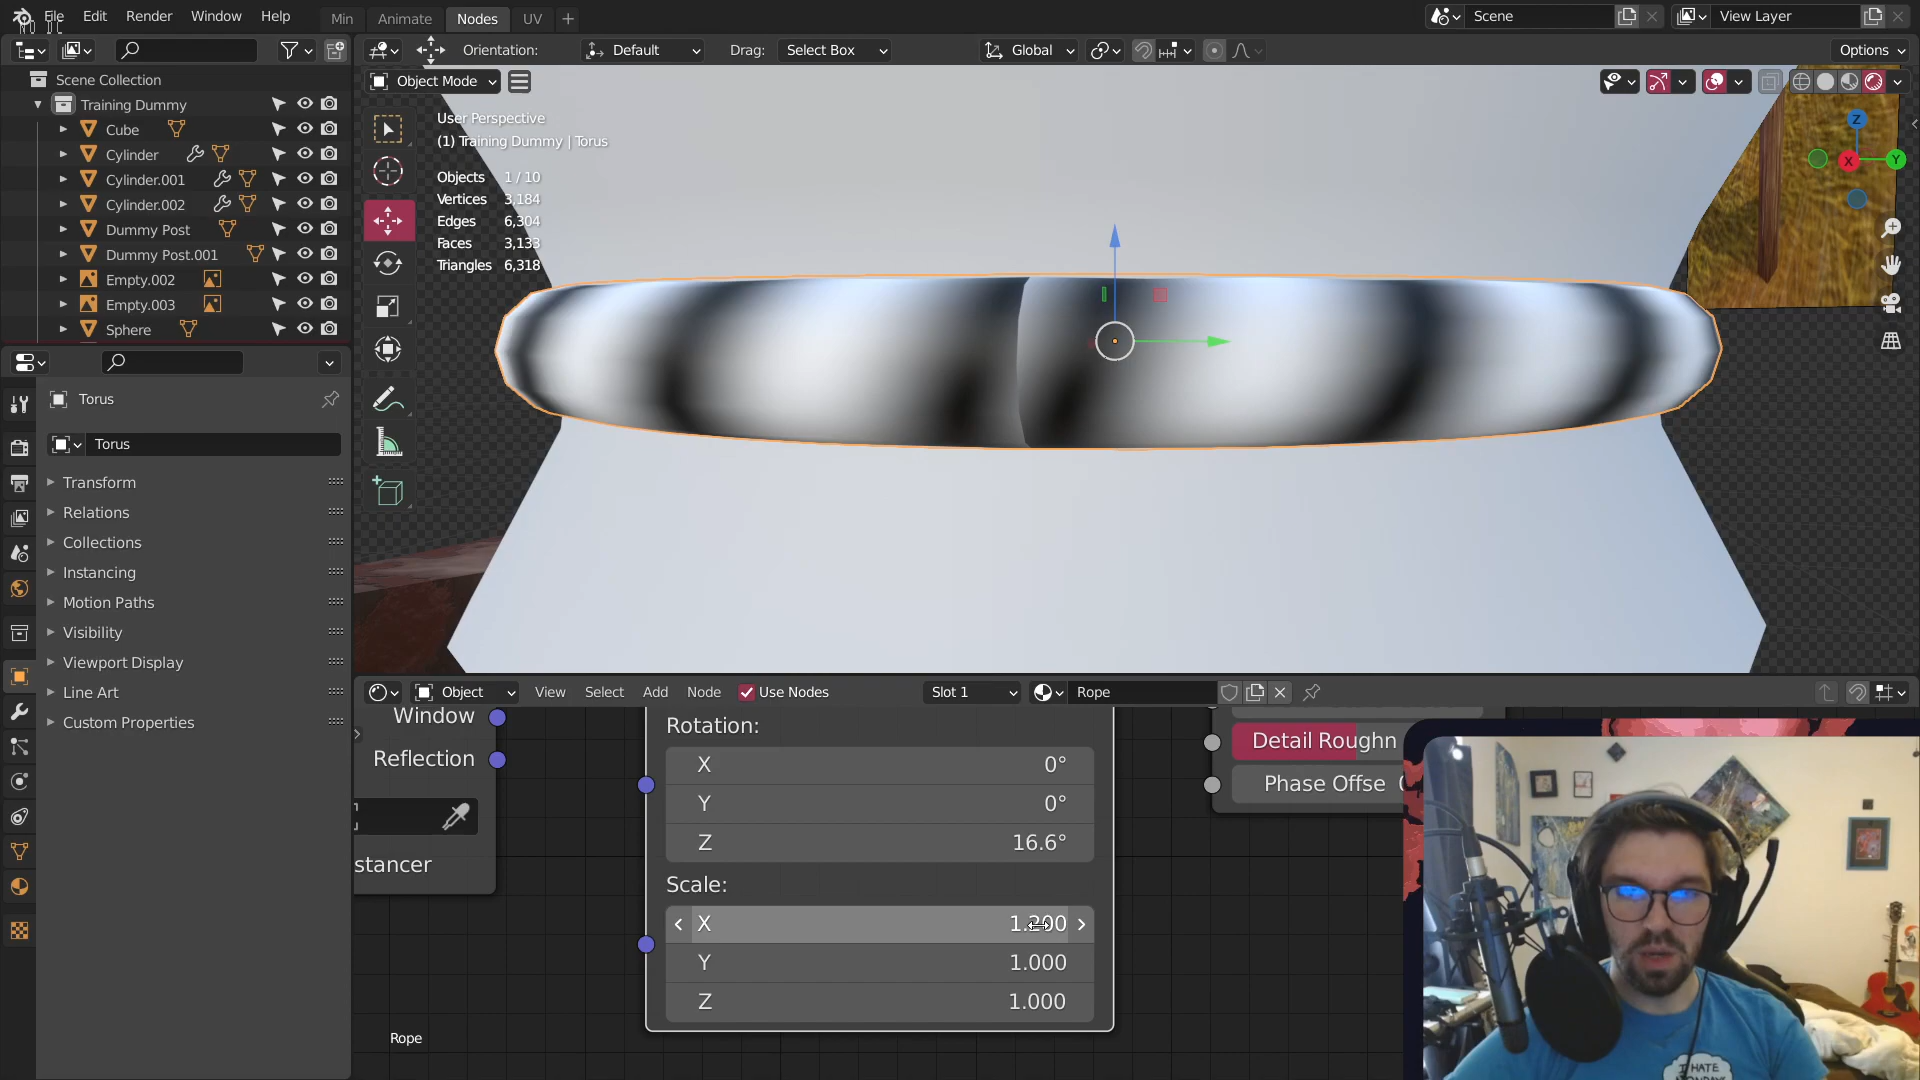 File Edit Render Window Help Min Animate Nodes UV Scene View Layer
Orientation: Default Drag: Select Box Global Options
Object Mode
Scene Collection
Training Dummy
Cube
Cylinder
Cylinder.001
Cylinder.002
Dummy Post
Dummy Post.001
Empty.002
Empty.003
Sphere
User Perspective
(1) Training Dummy | Torus
Objects 1 / 10
Vertices 3,184
Edges 6,304
Faces 3,133
Triangles 6,318
Z
X
Y
Torus
Torus
Transform
Relations
Collections
Instancing
Motion Paths
Visibility
Viewport Display
Line Art
Custom Properties
Object View Select Add Node Use Nodes Slot 1 Rope
Window
Reflection
stancer
Rotation:
X 0°
Y 0°
Z 16.6°
Scale:
X 1.200
Y 1.000
Z 1.000
Detail Roughn
Phase Offse
Rope
I HATE